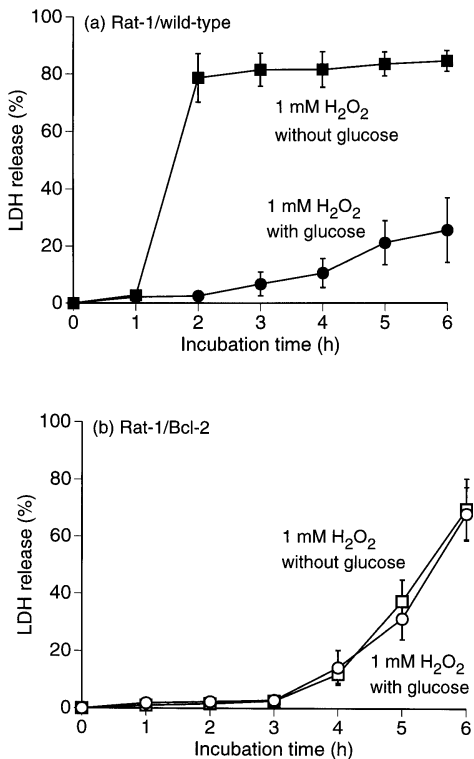 (a) Rat-1/wild-type
100
80
60
40
20
0
LDH release (%)
1 mM H₂O₂
without glucose
1 mM H₂O₂
with glucose
0 1 2 3 4 5 6
Incubation time (h)
(b) Rat-1/Bcl-2
100
80
60
40
20
0
LDH release (%)
1 mM H₂O₂
without glucose
1 mM H₂O₂
with glucose
0 1 2 3 4 5 6
Incubation time (h)